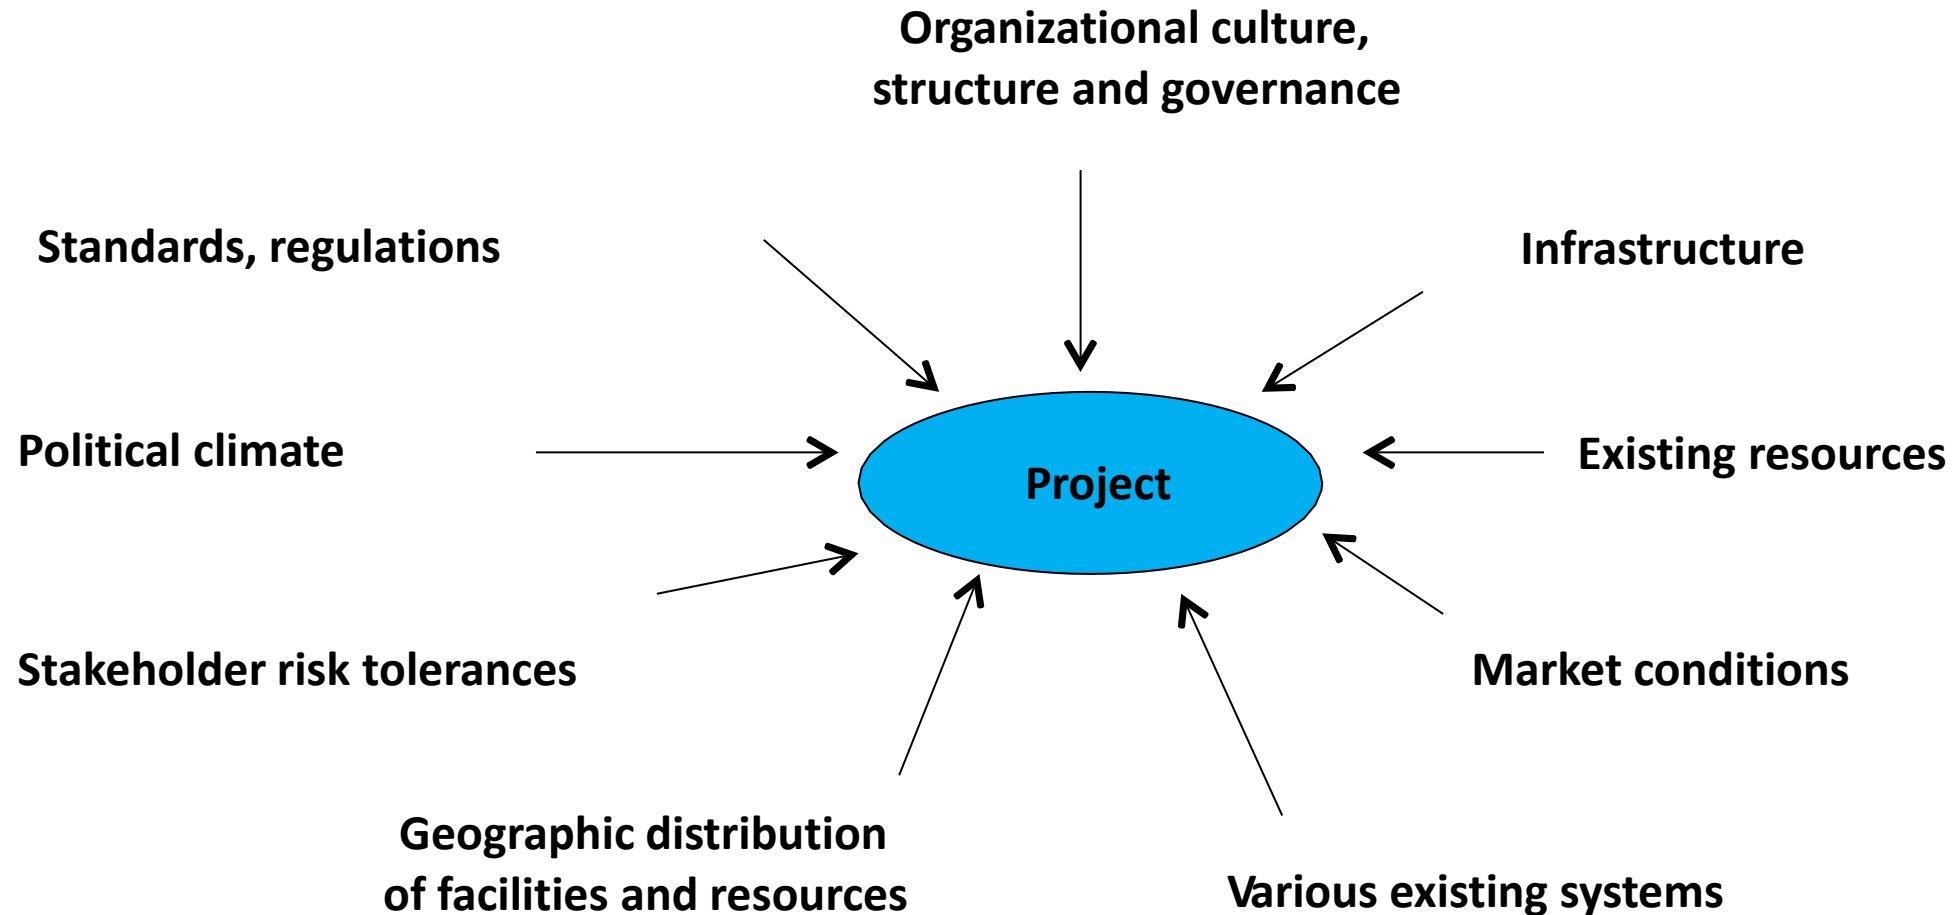 Organizational culture,
structure and governance
Standards, regulations
Infrastructure
Political climate
Existing resources
Project
Stakeholder risk tolerances
Market conditions
Geographic distribution
of facilities and resources
Various existing systems